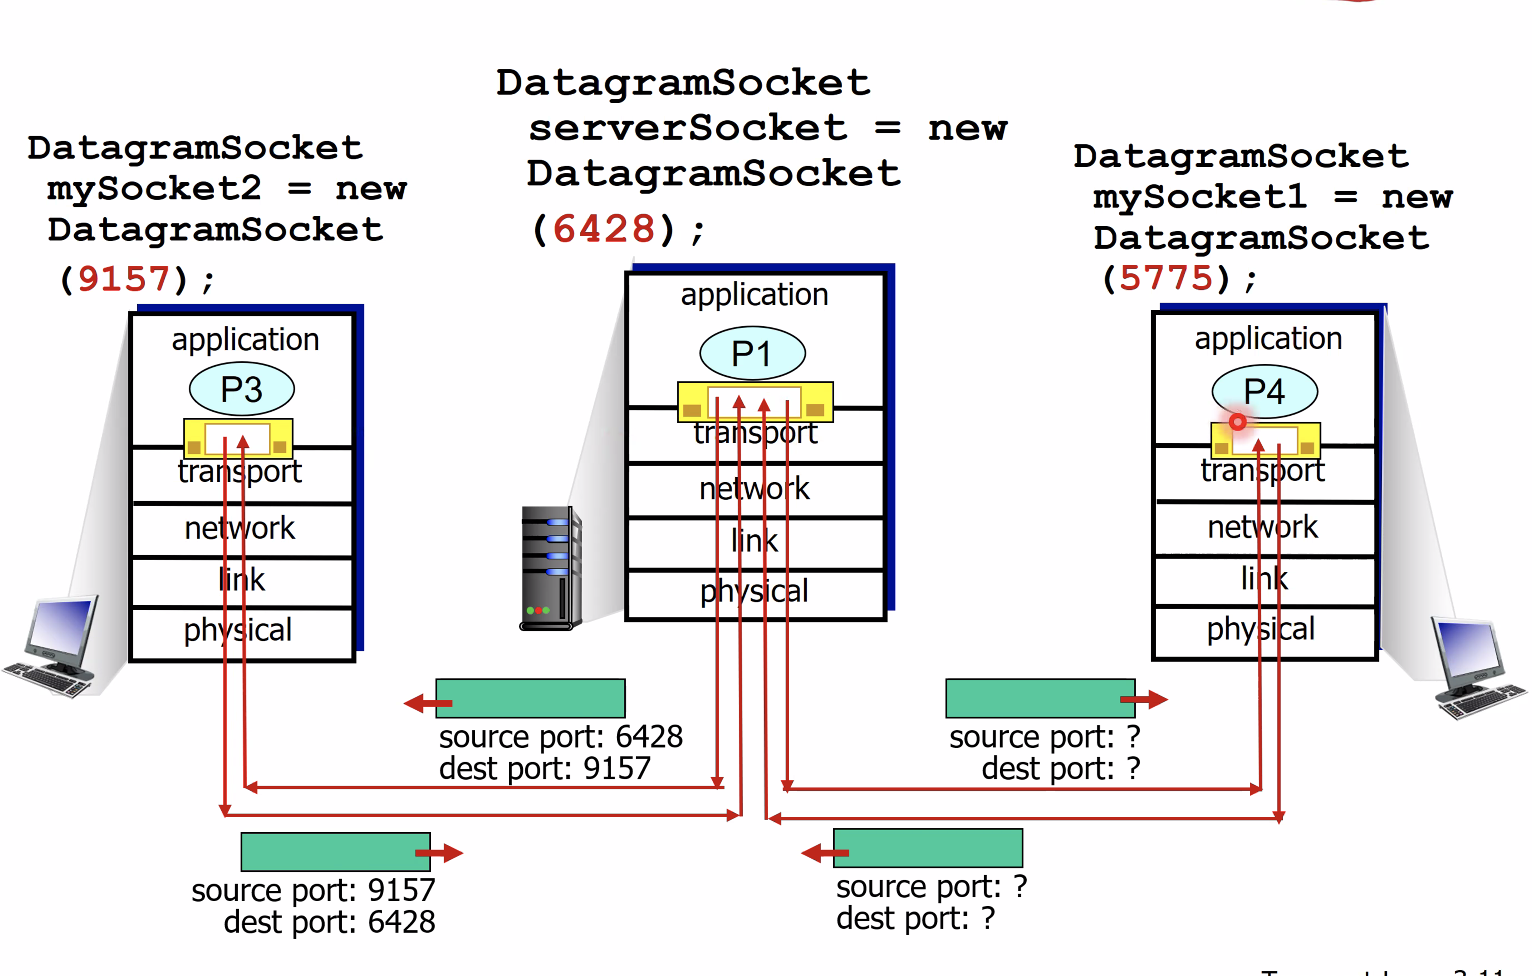 DatagramSocket
serverSocket = new
DatagramSocket
(6428);
DatagramSocket
mySocket2 = new
DatagramSocket
(9157);
DatagramSocket
mySocket1 = new
DatagramSocket
(5775);
application
P3
transport
network
link
physical
application
P1
transport
network
link
physical
application
P4
transport
network
link
physical
source port: 6428
dest port: 9157
source port: ?
dest port: ?
source port: 9157
dest port: 6428
source port: ?
dest port: ?